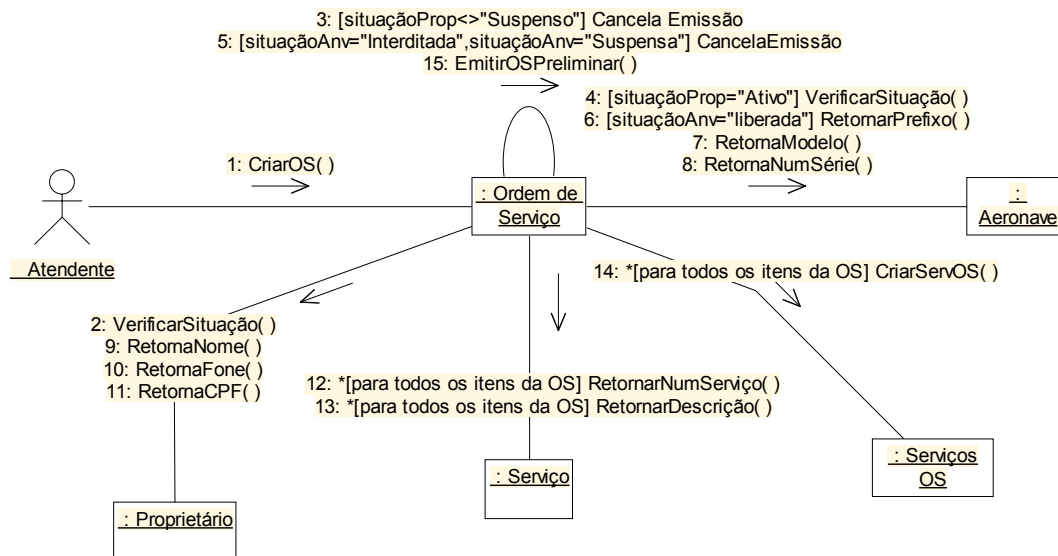 3: [situaçãoProp<>"Suspenso"] Cancela Emissão
5: [situaçãoAnv="Interditada",situaçãoAnv="Suspensa"] CancelaEmissão
15: EmitirOSPreliminar( )
4: [situaçãoProp="Ativo"] VerificarSituação( )
6: [situaçãoAnv="liberada"] RetornarPrefixo( )
7: RetornaModelo( )
8: RetornaNumSérie( )
1: CriarOS( )
: Ordem de
Serviço
:
Aeronave
Atendente
14: *[para todos os itens da OS] CriarServOS( )
2: VerificarSituação( )
9: RetornaNome( )
10: RetornaFone( )
11: RetornaCPF( )
12: *[para todos os itens da OS] RetornarNumServiço( )
13: *[para todos os itens da OS] RetornarDescrição( )
: Serviços
OS
: Serviço
: Proprietário